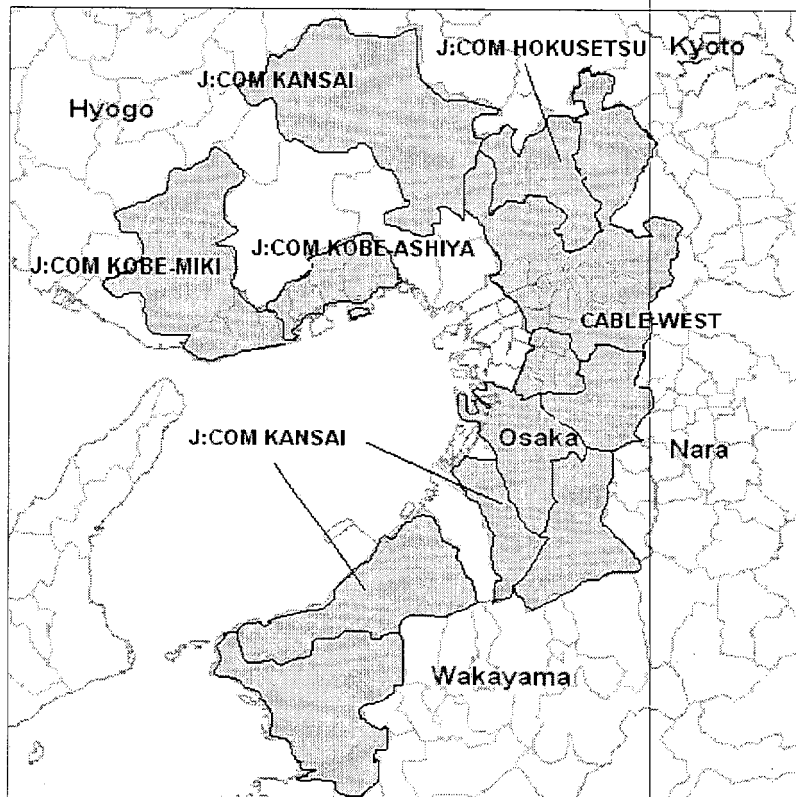 J:COM HOKUSETSU
Kyoto
J:COM KANSAI
Hyogo
J:COM KOBE-ASHIYA
J:COM KOBE-MIKI
CABLE-WEST
J:COM KANSAI
Osaka
Nara
Wakayama